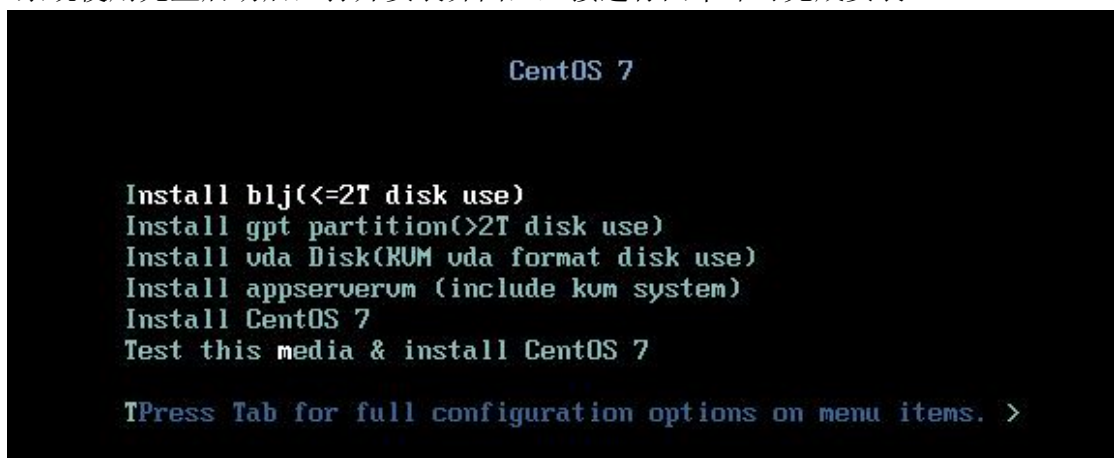 CentOS 7
Install blj(<=2T disk use)
Install gpt partition(>2T disk use)
Install vda Disk(KVM vda format disk use)
Install appservervm (include kvm system)
Install CentOS 7
Test this media & install CentOS 7
TPress Tab for full configuration options on menu items. >